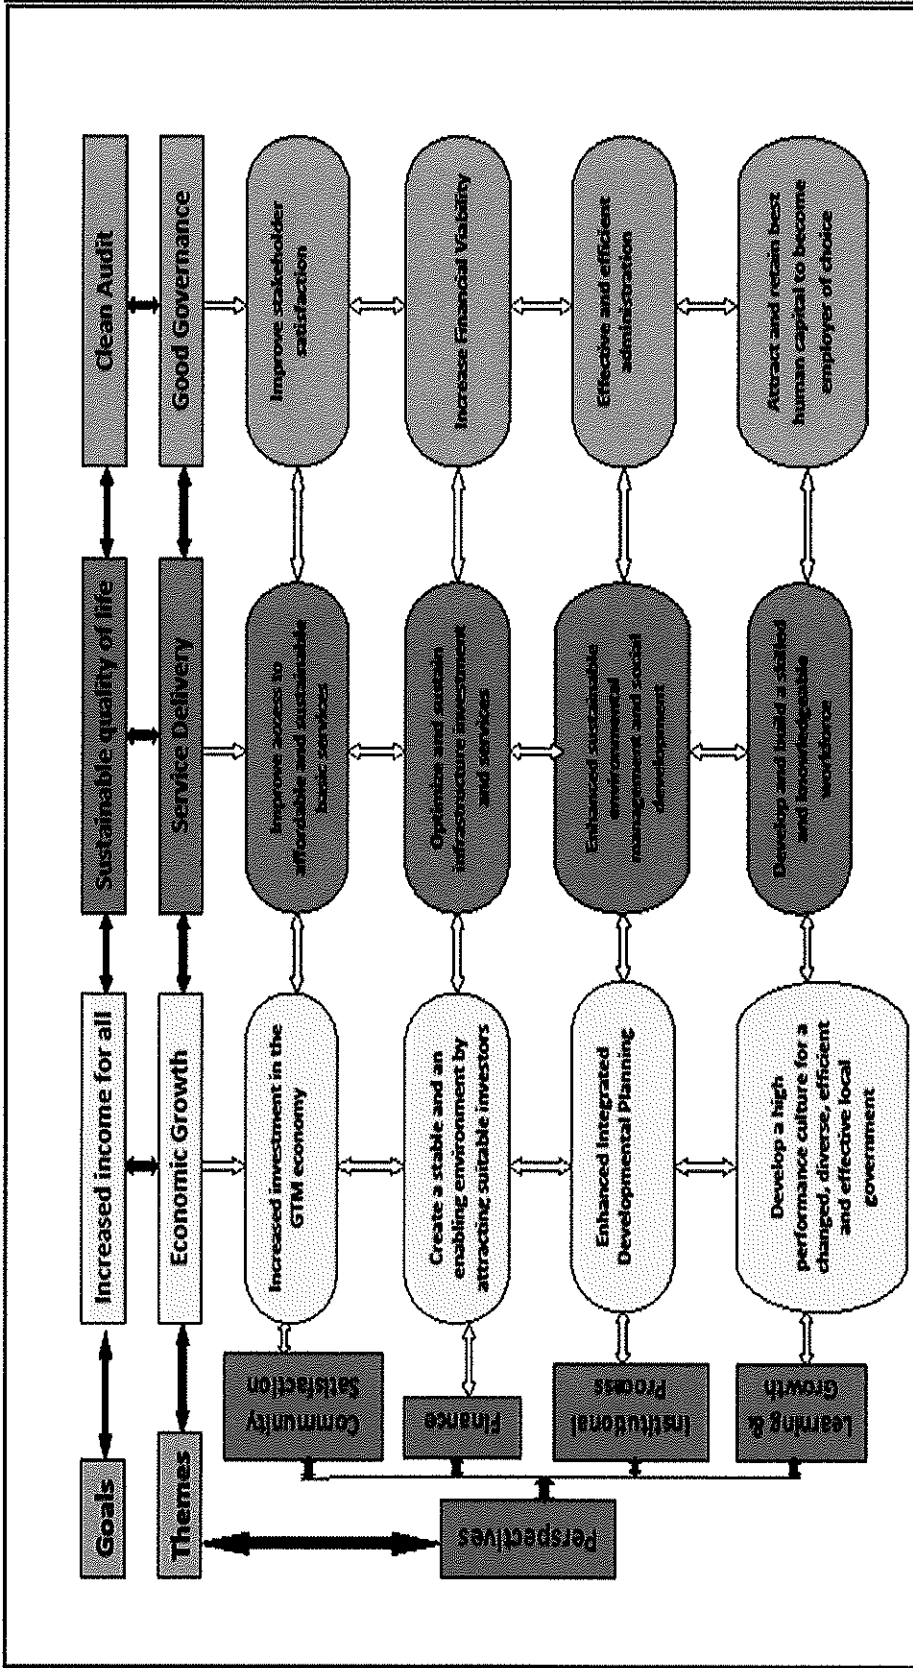 Goals
Increased income for all
Sustainable quality of life
Clean Audit
Themes
Economic Growth
Service Delivery
Good Governance
Perspectives
Community
Satisfaction
Increased investment in the
GTM economy
Improve access to
affordable and sustainable
basic services
Improve stakeholder
satisfaction
Finance
Create a stable and an
enabling environment by
attracting suitable investors
Optimize and sustain
infrastructure investment
and services
Increase Financial Viability
Institutional
Process
Enhanced Integrated
Developmental Planning
Enhanced sustainable
environmental
management and social
development
Effective and efficient
administration
Learning &
Growth
Develop a high
performance culture for a
changed, diverse, efficient
and effective local
government
Develop and build a skilled
and knowledgeable
workforce
Attract and retain best
human capital to become
employer of choice